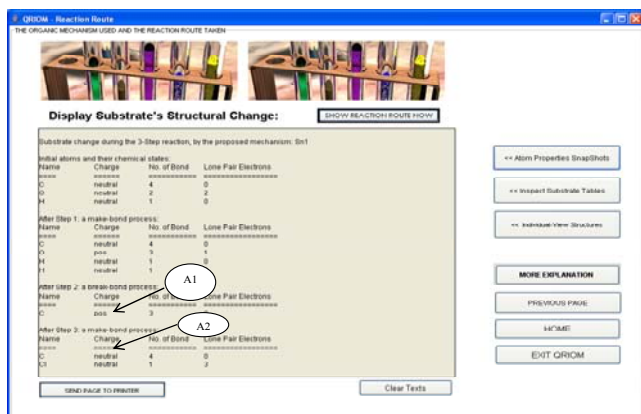 QRIOM - Reaction Route
THE ORGANIC MECHANISM USED AND THE REACTION ROUTE TAKEN
Display Substrate's Structural Change:
SHOW REACTION ROUTE NOW
Substrate change during the 3-Step reaction, by the proposed mechanism: Sn1
Initial atoms and their chemical states:
Name Charge No. of Bond Lone Pair Electrons
==== ====== =========== ==================
C neutral 4 0
O neutral 2 2
H neutral 1 0
After Step 1: a make-bond process:
Name Charge No. of Bond Lone Pair Electrons
==== ====== =========== ==================
C neutral 4 0
O pos 3 1
H neutral 1 0
H neutral 1
After Step 2: a break-bond process:
Name Charge No. of Bond Lone Pair Electrons
==== ====== =========== ==================
C pos 3
After Step 3: a make-bond process:
Name Charge No. of Bond Lone Pair Electrons
==== ====== =========== ==================
C neutral 4 0
Cl neutral 1 3
A1
A2
SEND PAGE TO PRINTER
Clear Texts
<< Atom Properties SnapShots
<< Inspect Substrate Tables
<< Individual-View Structures
MORE EXPLANATION
PREVIOUS PAGE
HOME
EXIT QRIOM